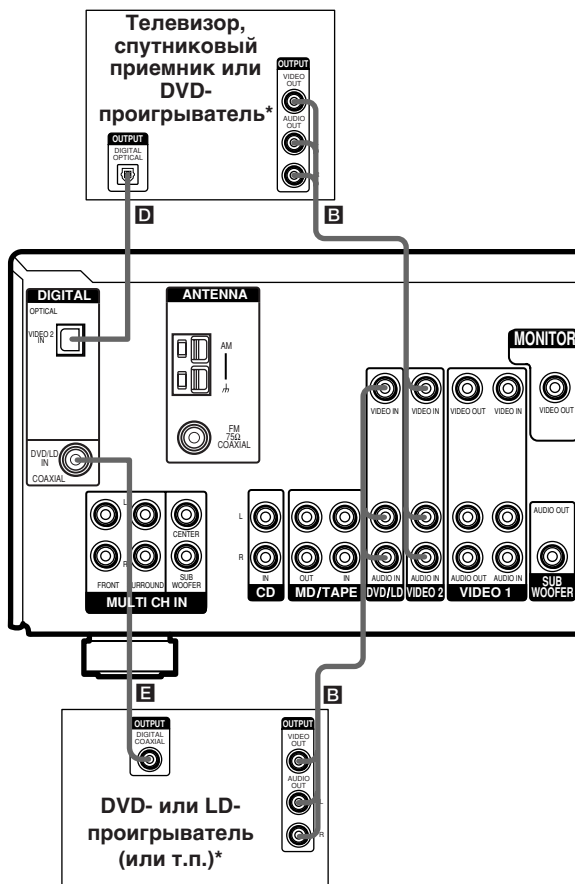 Телевизор,
спутниковый
приемник или
DVD-
проигрыватель*
OUTPUT
VIDEO
OUT
AUDIO
OUT
OUTPUT
DIGITAL
OPTICAL
D
B
DIGITAL
OPTICAL
VIDEO 2
IN
DVD/LD
IN
COAXIAL
ANTENNA
AM
FM
75Ω
COAXIAL
MONITOR
VIDEO IN
VIDEO IN
VIDEO OUT
VIDEO IN
VIDEO OUT
L
R
CENTER
FRONT
SURROUND
SUB
WOOFER
MULTI CH IN
L
R
IN
OUT
IN
AUDIO IN
AUDIO IN
AUDIO OUT
AUDIO IN
CD
MD/TAPE
DVD/LD
VIDEO 2
VIDEO 1
AUDIO OUT
SUB
WOOFER
E
B
OUTPUT
DIGITAL
COAXIAL
OUTPUT
VIDEO
OUT
AUDIO
OUT
L
R
DVD- или LD-
проигрыватель
(или т.п.)*